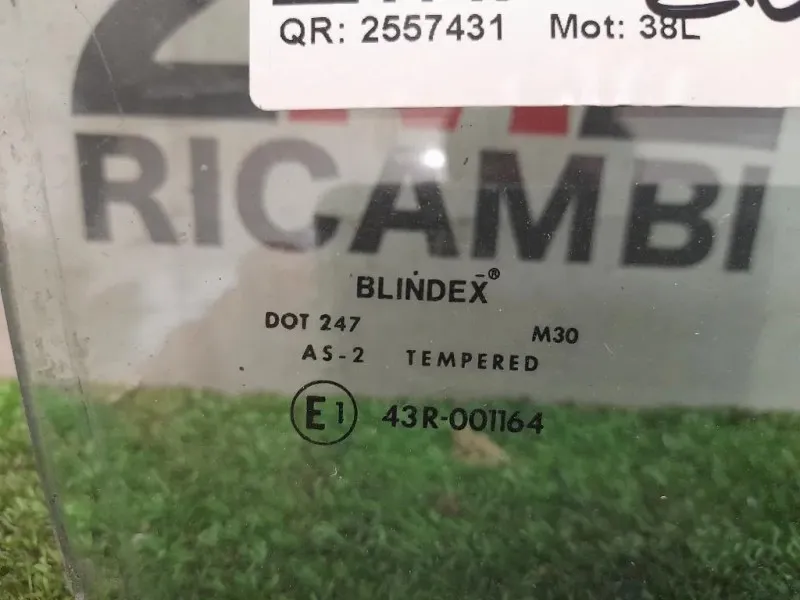 QR: 2557431 Mot: 38L
RICAMBI
BLINDEX®
DOT 247 M30
AS-2 TEMPERED
E1 43R-001164